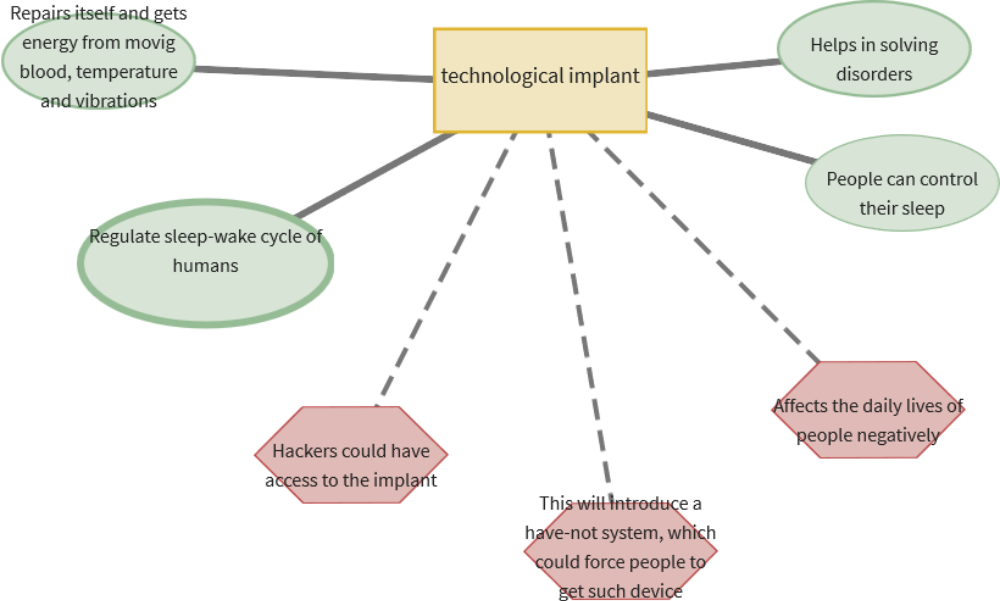 Repairs itself and gets
energy from movig
blood, temperature
and vibrations
technological implant
Helps in solving
disorders
People can control
their sleep
Regulate sleep-wake cycle of
humans
Hackers could have
access to the implant
This will introduce a
have-not system, which
could force people to
get such device
Affects the daily lives of
people negatively